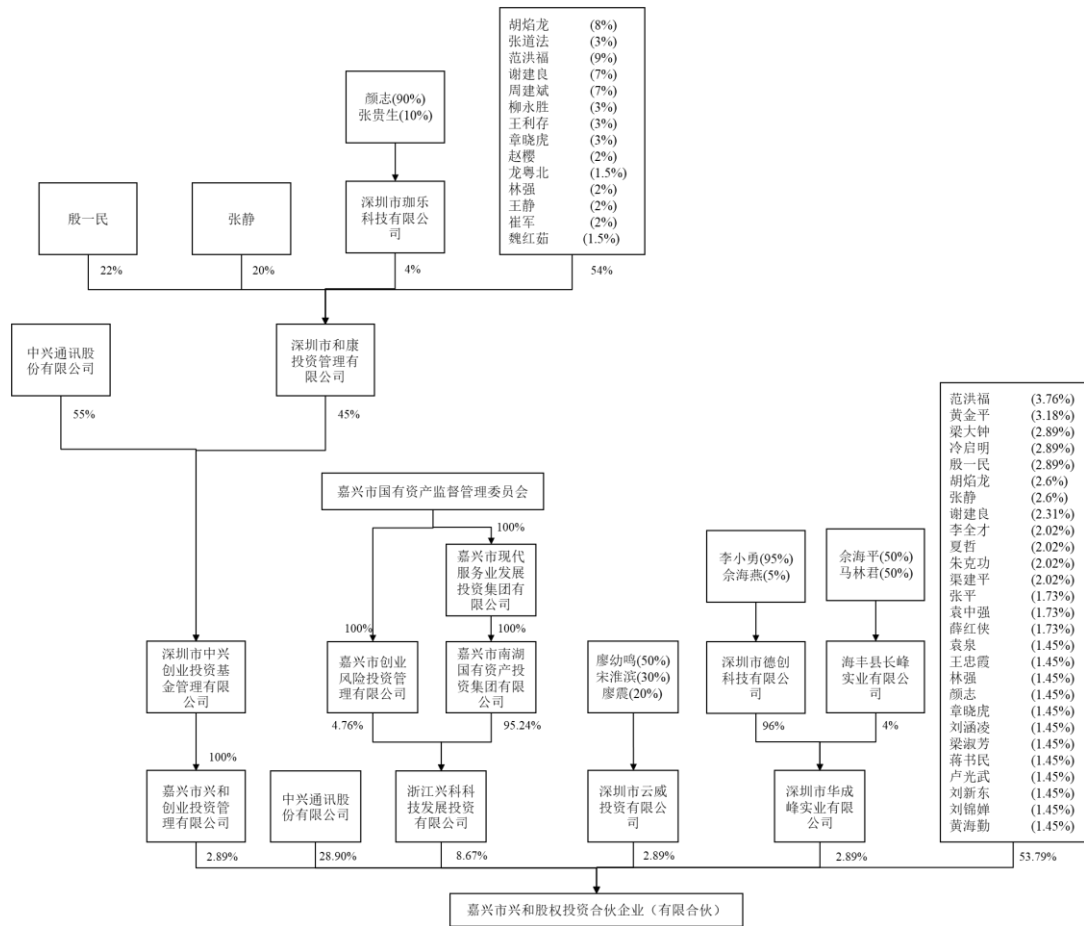 胡焰龙 (8%)
张道法 (3%)
范洪福 (9%)
谢建良 (7%)
周建斌 (7%)
柳永胜 (3%)
王利存 (3%)
章晓虎 (3%)
赵樱 (2%)
龙粤北 (1.5%)
林强 (2%)
王静 (2%)
崔军 (2%)
魏红茹 (1.5%)
颜志(90%)
张贵生(10%)
殷一民
张静
深圳市珈乐
科技有限公
司
22%
20%
4%
54%
中兴通讯股
份有限公司
深圳市和康
投资管理有
限公司
55%
45%
嘉兴市国有资产监督管理委员会
100%
嘉兴市现代
服务业发展
投资集团有
限公司
100%
100%
深圳市中兴
创业投资基
金管理有限
公司
嘉兴市创业
风险投资管
理有限公司
嘉兴市南湖
国有资产投
资集团有限
公司
廖幼鸣(50%)
宋淮滨(30%)
廖震(20%)
李小勇(95%)
佘海燕(5%)
佘海平(50%)
马林君(50%)
深圳市德创
科技有限公
司
海丰县长峰
实业有限公
司
4.76%
95.24%
96%
4%
100%
嘉兴市兴和
创业投资管
理有限公司
中兴通讯股
份有限公司
浙江兴科科
技发展投资
有限公司
深圳市云威
投资有限公
司
深圳市华成
峰实业有限
公司
范洪福 (3.76%)
黄金平 (3.18%)
梁大钟 (2.89%)
冷启明 (2.89%)
殷一民 (2.89%)
胡焰龙 (2.6%)
张静 (2.6%)
谢建良 (2.31%)
李全才 (2.02%)
夏哲 (2.02%)
朱克功 (2.02%)
渠建平 (2.02%)
张平 (1.73%)
袁中强 (1.73%)
薛红侠 (1.73%)
袁泉 (1.45%)
王忠霞 (1.45%)
林强 (1.45%)
颜志 (1.45%)
章晓虎 (1.45%)
刘涵凌 (1.45%)
梁淑芳 (1.45%)
蒋书民 (1.45%)
卢光武 (1.45%)
刘新东 (1.45%)
刘锦婵 (1.45%)
黄海勤 (1.45%)
2.89%
28.90%
8.67%
2.89%
2.89%
53.79%
嘉兴市兴和股权投资合伙企业（有限合伙）